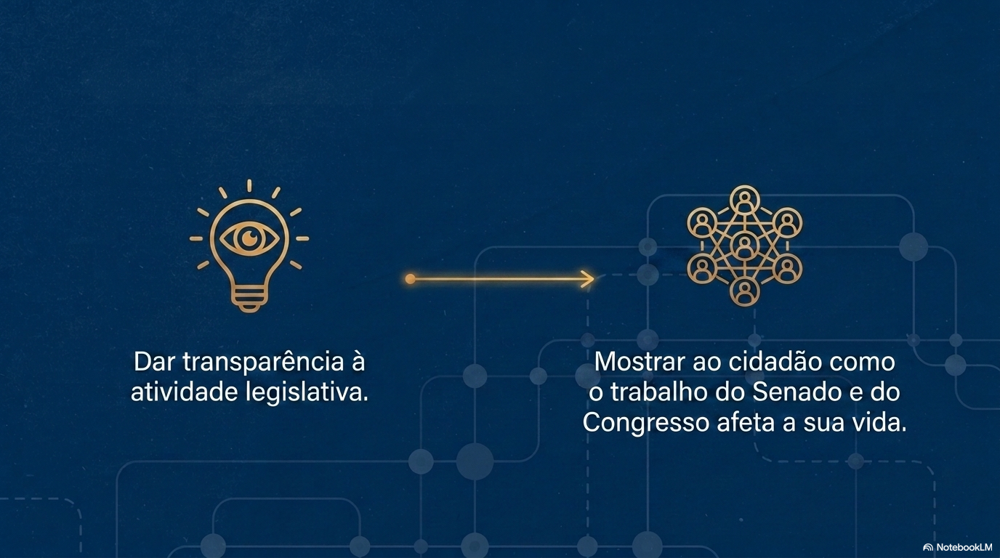 Dar transparência à
atividade legislativa.
Mostrar ao cidadão como
o trabalho do Senado e do
Congresso afeta a sua vida.
NotebookLM